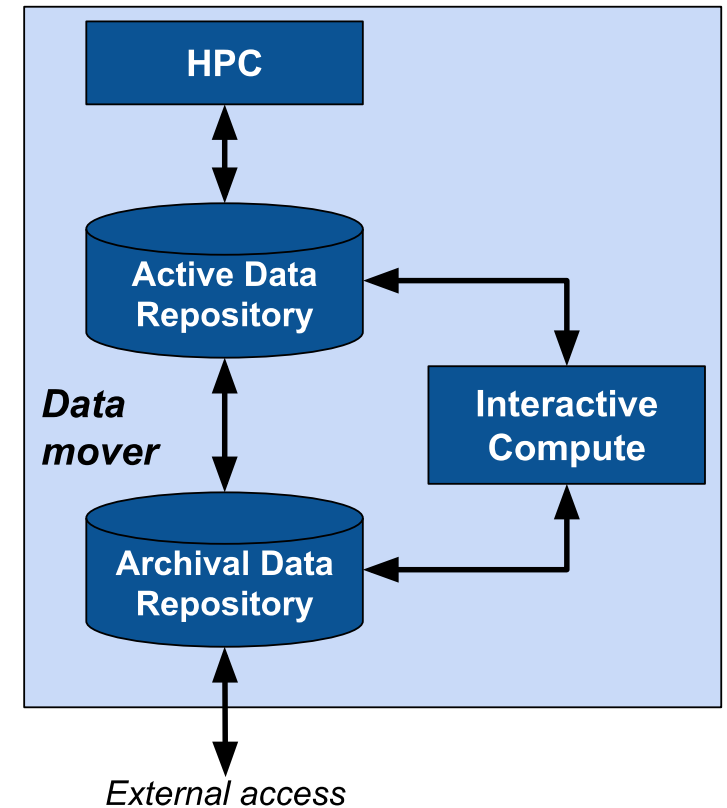 HPC
Active Data
Repository
Data
mover
Interactive
Compute
Archival Data
Repository
External access